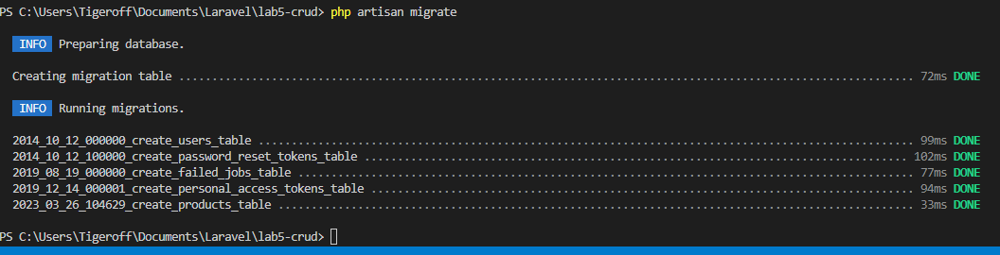 PS C:\Users\Tigeroff\Documents\Laravel\lab5-crud> php artisan migrate
INFO Preparing database.
Creating migration table ................................................................................................. 72ms DONE
INFO Running migrations.
2014_10_12_000000_create_users_table ....................................................................................... 99ms DONE
2014_10_12_100000_create_password_reset_tokens_table ......................................................................... 102ms DONE
2019_08_19_000000_create_failed_jobs_table .................................................................................. 77ms DONE
2019_12_14_000001_create_personal_access_tokens_table ........................................................................ 94ms DONE
2023_03_26_104629_create_products_table ..................................................................................... 33ms DONE
PS C:\Users\Tigeroff\Documents\Laravel\lab5-crud>